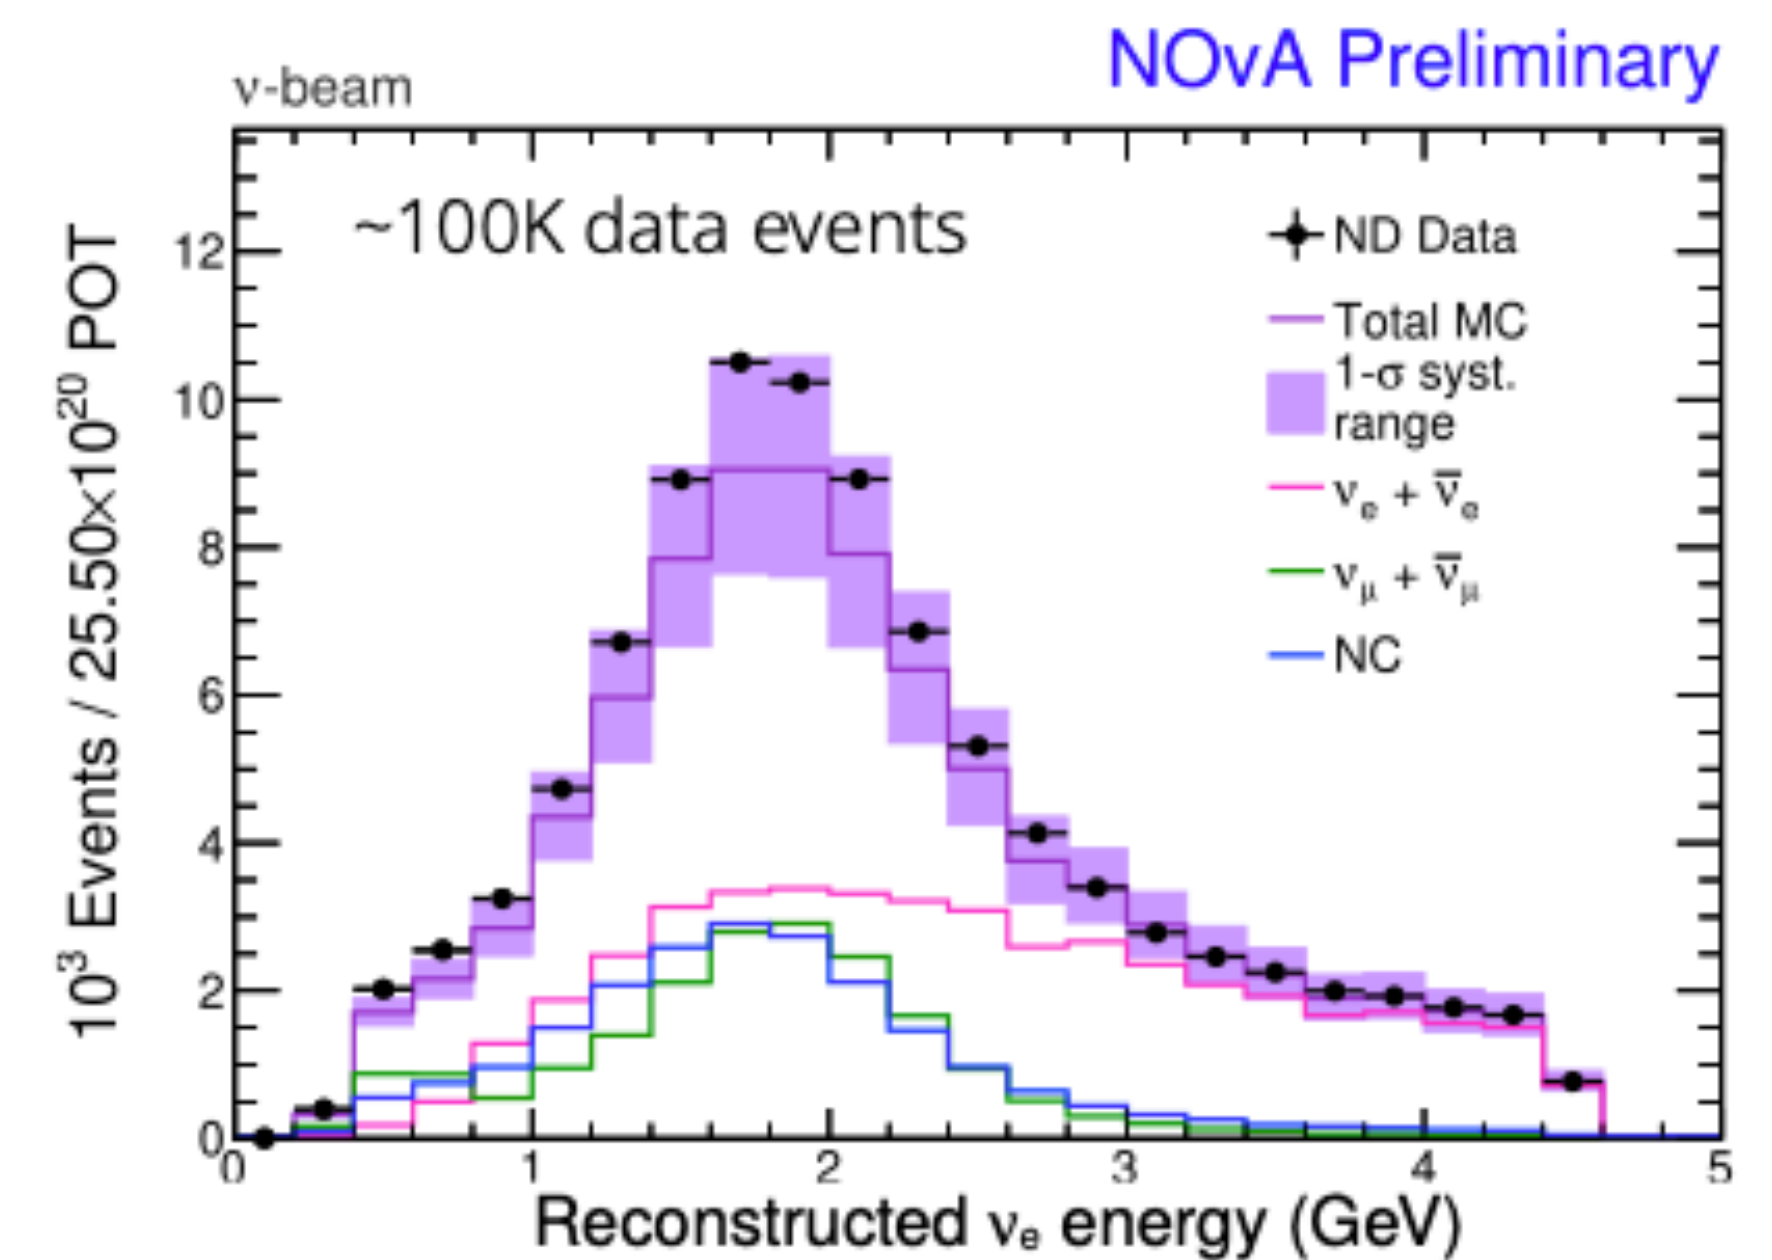 NOvA Preliminary
ν-beam
~100K data events
ND Data
Total MC
1-σ syst.
range
νₑ + ν̄ₑ
ν_μ + ν̄_μ
NC
10³ Events / 25.50×10²⁰ POT
12
10
8
6
4
2
0
0 1 2 3 4 5
Reconstructed νₑ energy (GeV)